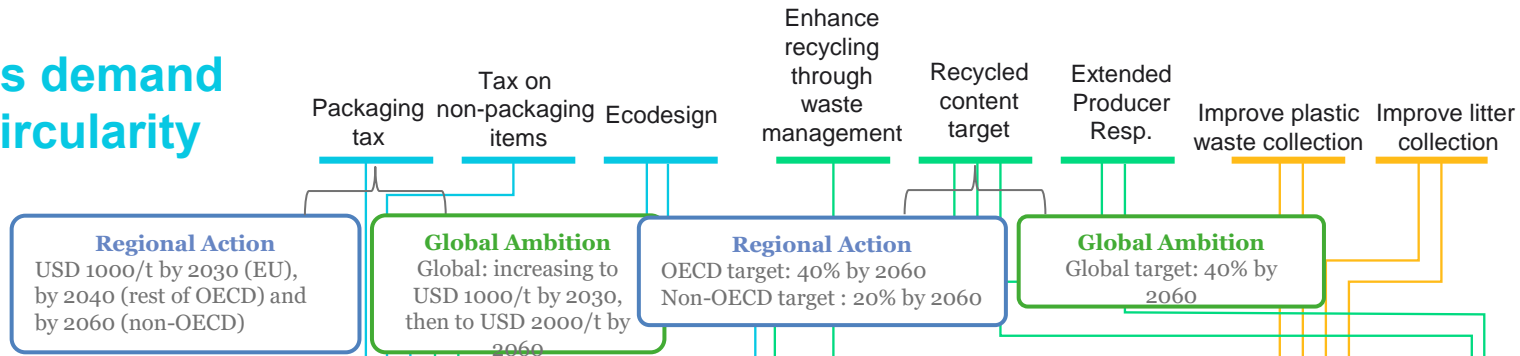 s demand
ircularity
Packaging
tax
Tax on
non-packaging
items
Ecodesign
Enhance
recycling
through
waste
management
Recycled
content
target
Extended
Producer
Resp.
Improve plastic
waste collection
Improve litter
collection
Regional Action
USD 1000/t by 2030 (EU),
by 2040 (rest of OECD) and
by 2060 (non-OECD)
Global Ambition
Global: increasing to
USD 1000/t by 2030,
then to USD 2000/t by
2060
Regional Action
OECD target: 40% by 2060
Non-OECD target : 20% by 2060
Global Ambition
Global target: 40% by
2060